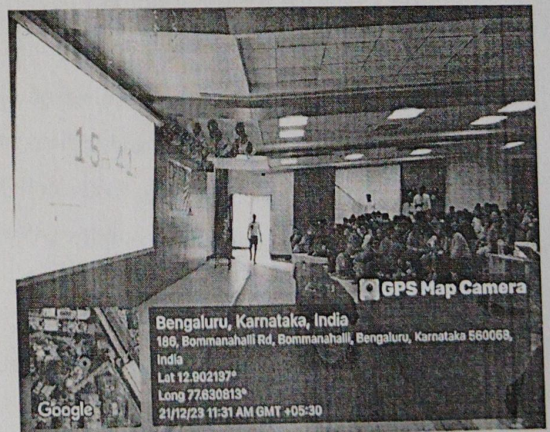 15:41
GPS Map Camera
Bengaluru, Karnataka, India
186, Bommanahalli Rd, Bommanahalli, Bengaluru, Karnataka 560068,
India
Lat 12.902137°
Long 77.630813°
21/12/23 11:31 AM GMT +05:30
Google